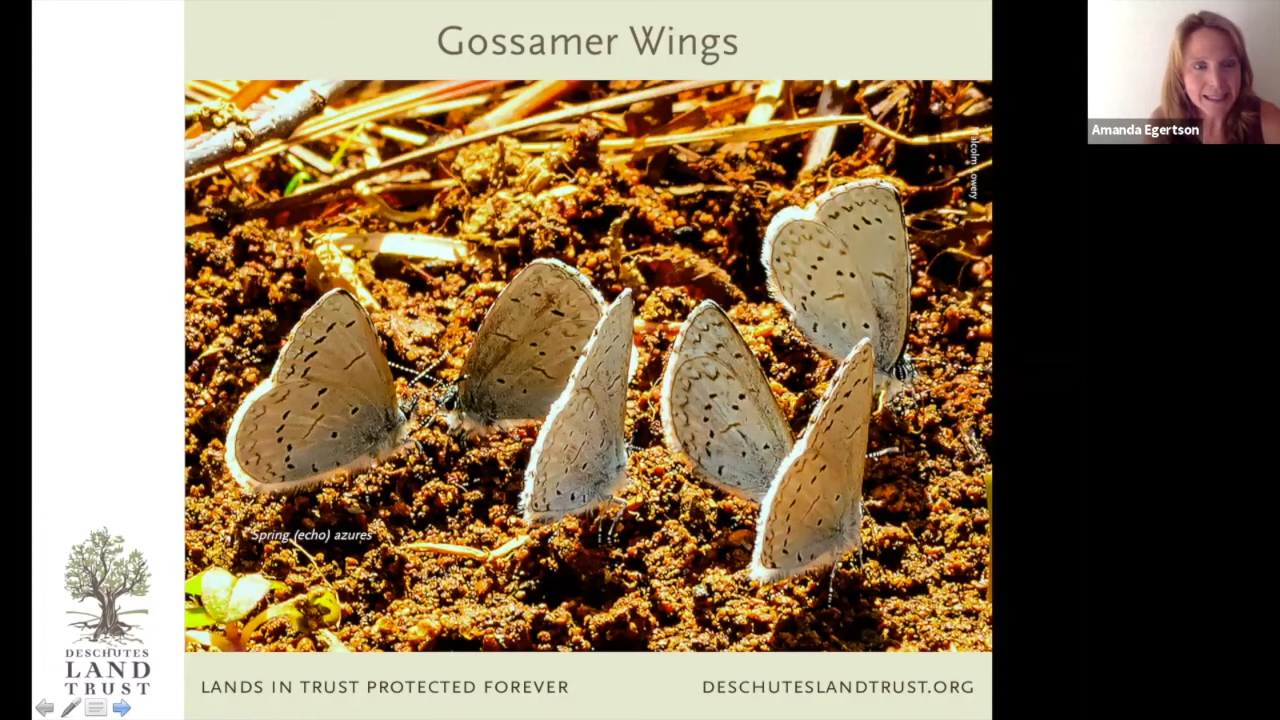 Gossamer Wings
Amanda Egertson
Spring (echo) azures
DESCHUTES
LAND
TRUST
LANDS IN TRUST PROTECTED FOREVER
DESCHUTESLANDTRUST.ORG